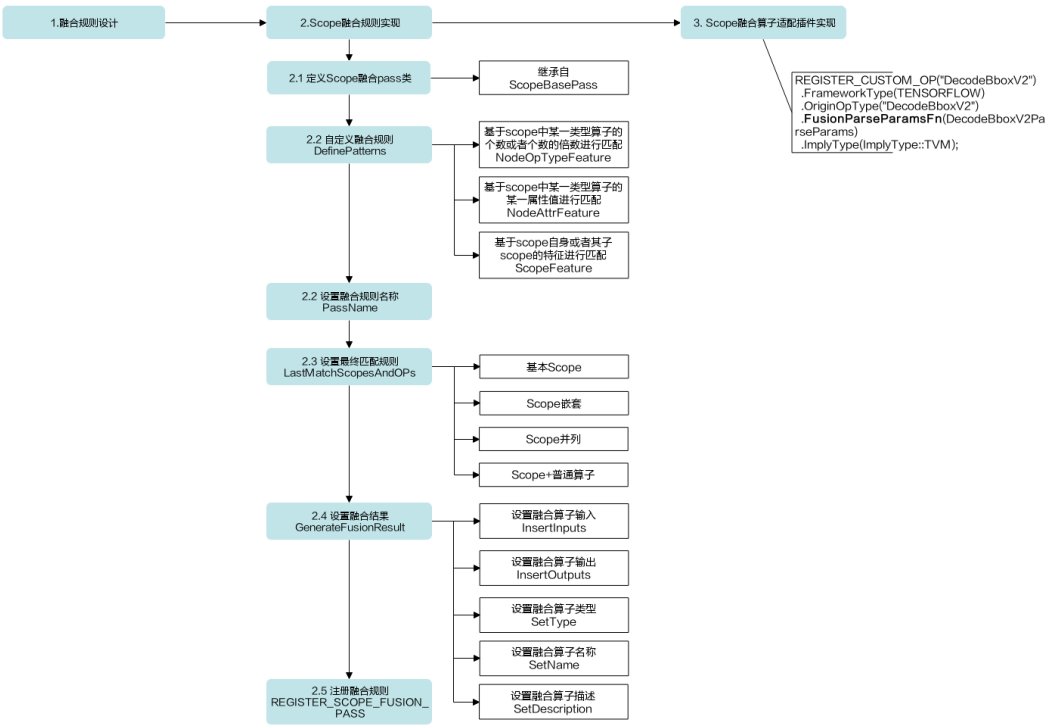 1.融合规则设计
2.Scope融合规则实现
3. Scope融合算子适配插件实现
2.1 定义Scope融合pass类
继承自
ScopeBasePass
REGISTER_CUSTOM_OP("DecodeBboxV2")
.FrameworkType(TENSORFLOW)
.OriginOpType("DecodeBboxV2")
.FusionParseParamsFn(DecodeBboxV2Pa
rseParams)
.ImplyType(ImplyType::TVM);
2.2 自定义融合规则
DefinePatterns
基于scope中某一类型算子的
个数或者个数的倍数进行匹配
NodeOpTypeFeature
基于scope中某一类型算子的
某一属性值进行匹配
NodeAttrFeature
基于scope自身或者其子
scope的特征进行匹配
ScopeFeature
2.2 设置融合规则名称
PassName
2.3 设置最终匹配规则
LastMatchScopesAndOPs
基本Scope
Scope嵌套
Scope并列
Scope+普通算子
2.4 设置融合结果
GenerateFusionResult
设置融合算子输入
InsertInputs
设置融合算子输出
InsertOutputs
设置融合算子类型
SetType
设置融合算子名称
SetName
设置融合算子描述
SetDescription
2.5 注册融合规则
REGISTER_SCOPE_FUSION_
PASS